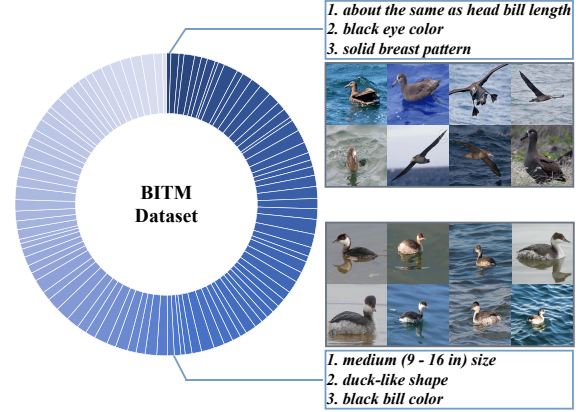 1. about the same as head bill length
2. black eye color
3. solid breast pattern
BITM
Dataset
1. medium (9 - 16 in) size
2. duck-like shape
3. black bill color